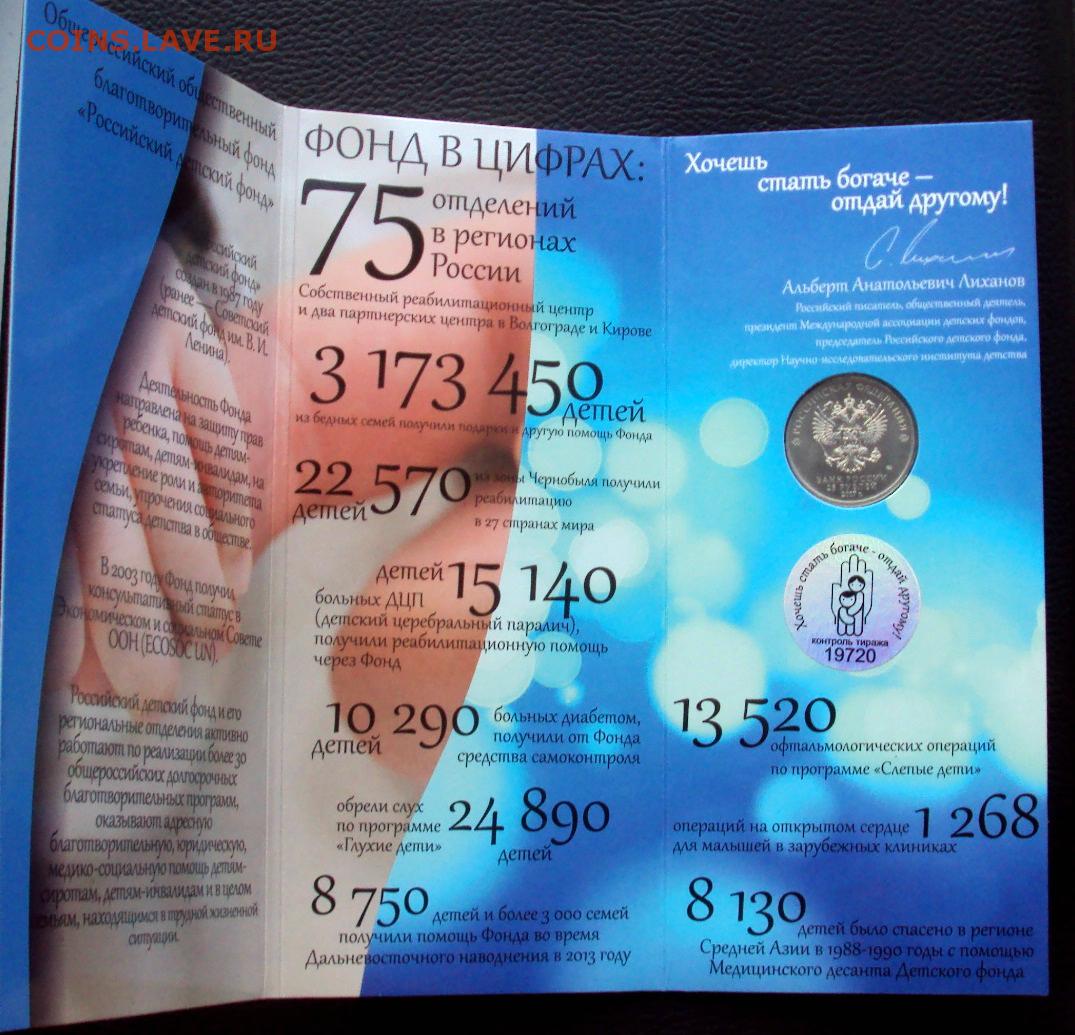 COINS.LAVE.RU
Общероссийский общественный
благотворительный фонд
«Российский детский фонд»
«Российский
детский фонд»
создан в 1987 году
(ранее — Советский
детский фонд им. В. И.
Ленина).
Деятельность Фонда
направлена на защиту прав
ребенка, помощь детям-
сиротам, детям-инвалидам, на
укрепление роли и авторитета
семьи, упрочения социального
статуса детства в обществе.
В 2003 году Фонд получил
консультативный статус в
Экономическом и социальном Совете
ООН (ECOSOC UN).
Российский детский фонд и его
региональные отделения активно
работают по реализации более 30
общероссийских долгосрочных
благотворительных программ,
оказывают адресную
благотворительную, юридическую,
медико-социальную помощь детям-
сиротам, детям-инвалидам и в целом
семьям, находящимся в трудной жизненной
ситуации.
ФОНД В ЦИФРАХ:
75 отделений
в регионах
России
Собственный реабилитационный центр
и два партнерских центра в Волгограде и Кирове
3 173 450 детей
из бедных семей получили подарки и другую помощь Фонда
22 570 детей
из зоны Чернобыля получили
реабилитацию
в 27 странах мира
детей 15 140
больных ДЦП
(детский церебральный паралич),
получили реабилитационную помощь
через Фонд
10 290 детей
больных диабетом,
получили от Фонда
средства самоконтроля
обрели слух
по программе
«Глухие дети»
24 890
детей
8 750 детей и более 3 000 семей
получили помощь Фонда во время
Дальневосточного наводнения в 2013 году
Хочешь
стать богаче —
отдай другому!
Альберт Анатольевич Лиханов
Российский писатель, общественный деятель,
президент Международной ассоциации детских фондов,
председатель Российского детского фонда,
директор Научно-исследовательского института детства
РОССИЙСКАЯ ФЕДЕРАЦИЯ
БАНК РОССИИ
25 РУБЛЕЙ
2017 г.
Хочешь стать богаче - отдай другому!
контроль тиража
19720
13 520
офтальмологических операций
по программе «Слепые дети»
операций на открытом сердце 1 268
для малышей в зарубежных клиниках
8 130
детей было спасено в регионе
Средней Азии в 1988-1990 годы с помощью
Медицинского десанта Детского фонда